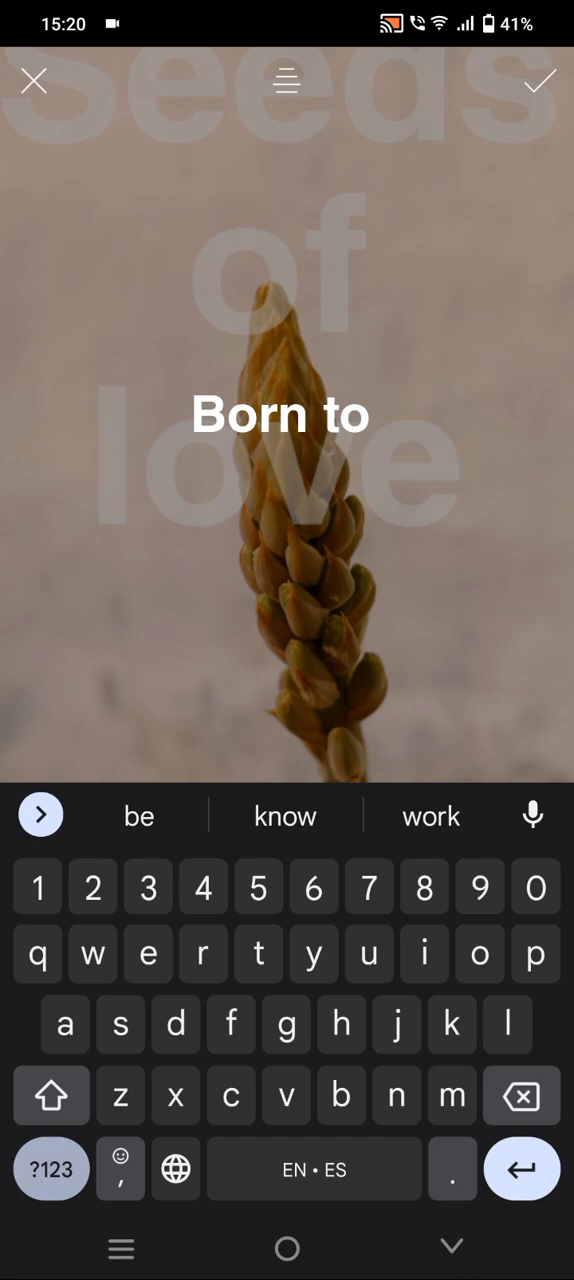 15:20
41%
Seeds
of
love
Born to
be
know
work
1 2 3 4 5 6 7 8 9 0
q w e r t y u i o p
a s d f g h j k l
z x c v b n m
?123
,
EN • ES
.